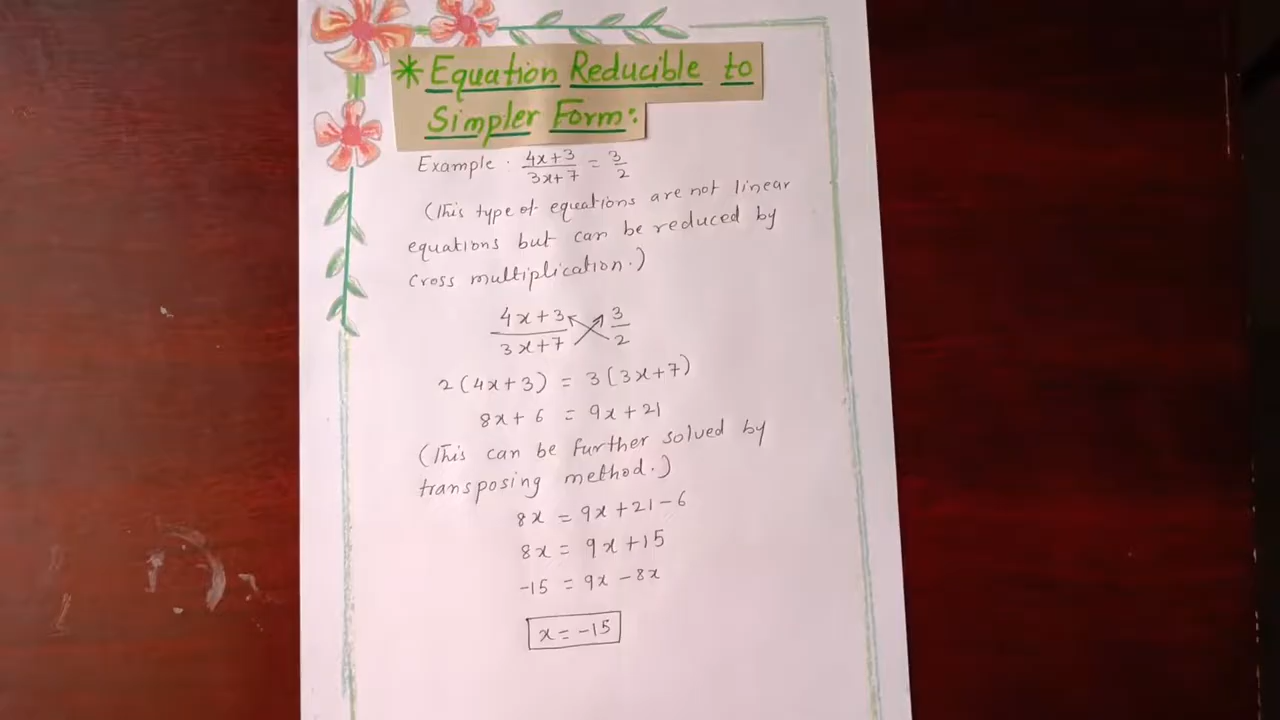 * Equation Reducible to
Simpler Form:
Example. (4x+3)/(3x+7) = 3/2
(This type of equations are not linear
equations but can be reduced by
cross multiplication.)
4x+3 3
3x+7 2
2(4x+3) = 3(3x+7)
8x+6 = 9x+21
(This can be further solved by
transposing method.)
8x = 9x+21-6
8x = 9x+15
-15 = 9x-8x
x=-15